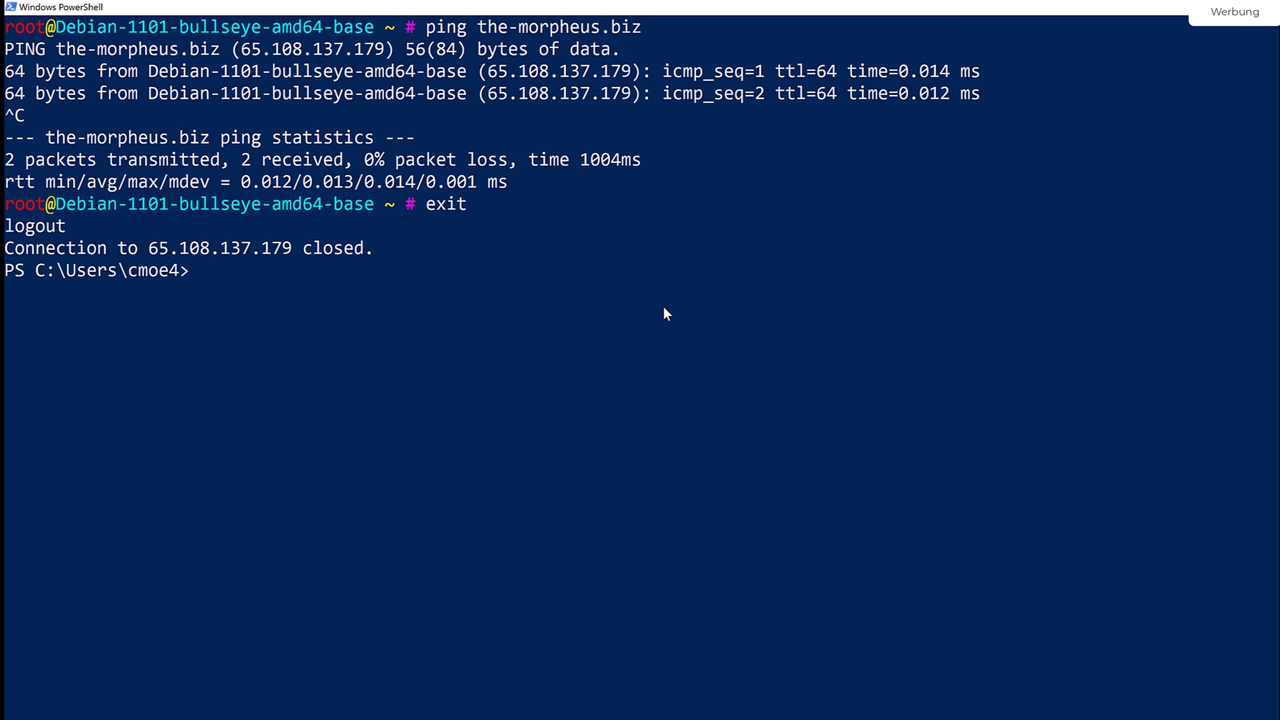 Windows PowerShell
Werbung
root@Debian-1101-bullseye-amd64-base ~ # ping the-morpheus.biz
PING the-morpheus.biz (65.108.137.179) 56(84) bytes of data.
64 bytes from Debian-1101-bullseye-amd64-base (65.108.137.179): icmp_seq=1 ttl=64 time=0.014 ms
64 bytes from Debian-1101-bullseye-amd64-base (65.108.137.179): icmp_seq=2 ttl=64 time=0.012 ms
^C
--- the-morpheus.biz ping statistics ---
2 packets transmitted, 2 received, 0% packet loss, time 1004ms
rtt min/avg/max/mdev = 0.012/0.013/0.014/0.001 ms
root@Debian-1101-bullseye-amd64-base ~ # exit
logout
Connection to 65.108.137.179 closed.
PS C:\Users\cmoe4>